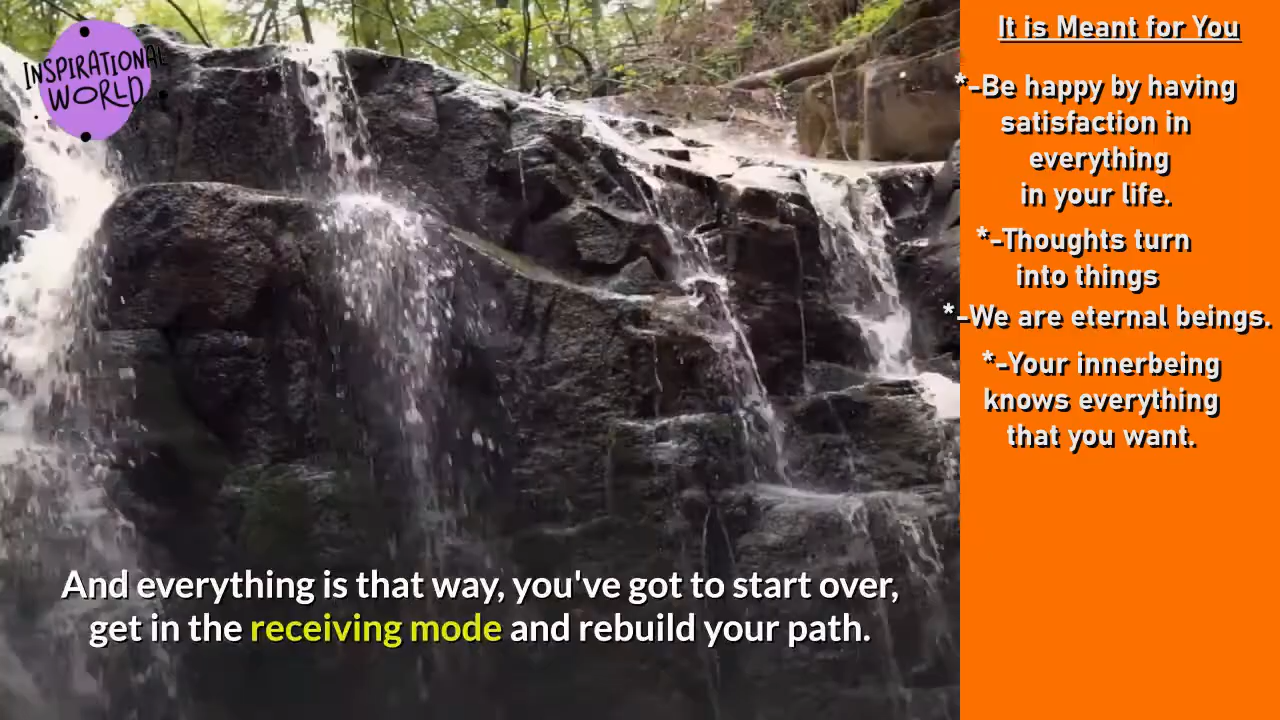 INSPIRATIONAL
WORLD
It is Meant for You
*-Be happy by having
satisfaction in
everything
in your life.
*-Thoughts turn
into things
*-We are eternal beings.
*-Your innerbeing
knows everything
that you want.
And everything is that way, you've got to start over,
get in the receiving mode and rebuild your path.